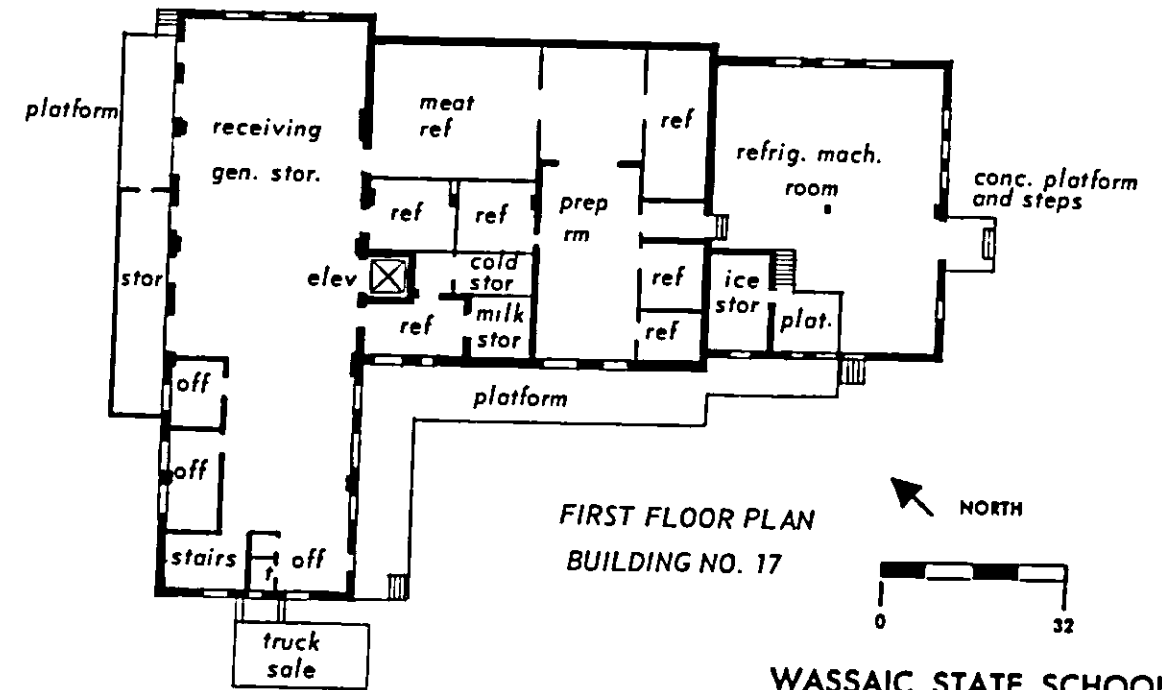 platform
receiving
gen. stor.
meat
ref
ref
refrig. mach.
room
conc. platform
and steps
ref
ref
prep
rm
stor
elev
cold
stor
ref
ice
stor
ref
milk
stor
ref
plat.
off
platform
off
stairs
t
off
truck
sale
FIRST FLOOR PLAN
BUILDING NO. 17
NORTH
0
32
WASSAIC STATE SCHOOL